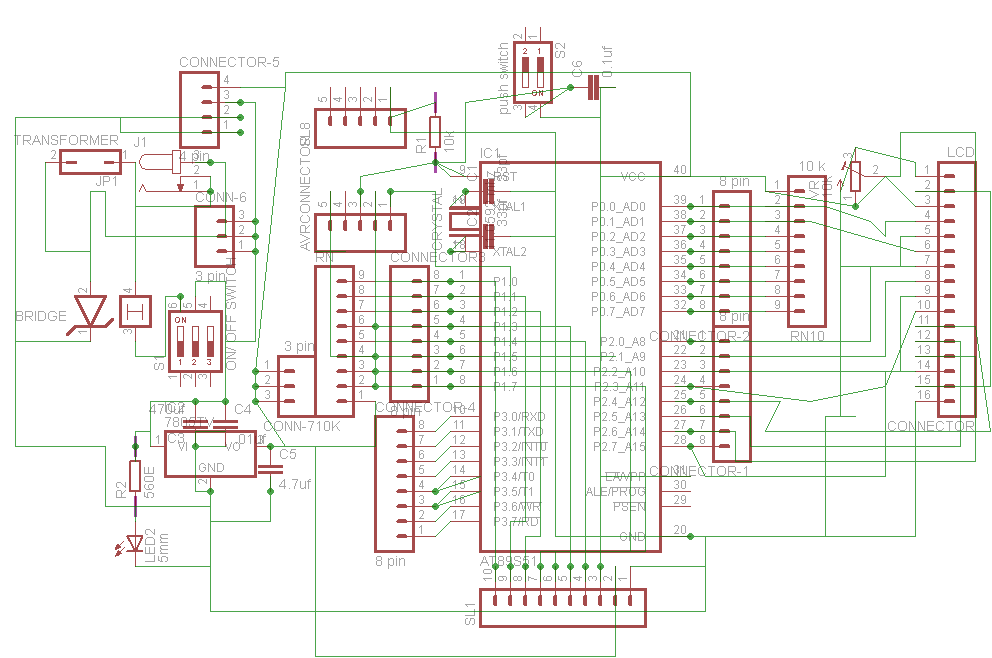 CONNECTOR-5
4
3
2
1
TRANSFORMER
J1
4 pin
2
1
JP1
CONN-6
3
2
1
3 pin
BRIDGE
ON/OFF SWITCH
ON
1 2 3
S1
3 pin
1
2
3
CONN-7
10K
470uf
C4
C3
VI
VO
GND
C5
4.7uf
R2
560E
LED2
5mm
SL8
5 4 3 2 1
AVRCONNECTOR
5 4 3 2 1
R1
10K
push switch
S2
2 1
ON
3 4
C6
0.1uf
CRYSTAL
IC1
RST
XTAL1
XTAL2
RN
9
8
7
6
5
4
3
2
1
CONNECTOR3
8 1
7 2
6 3
5 4
4 5
3 6
2 7
1 8
P1.0
P1.1
P1.2
P1.3
P1.4
P1.5
P1.6
P1.7
CONNECTOR-4
8 11
7 12
6 13
5 14
4 15
3 16
2 17
1
8 pin
P3.0/RXD
P3.1/TXD
P3.2/INT0
P3.3/INT1
P3.4/T0
P3.5/T1
P3.6/WR
P3.7/RD
AT89S51
VCC 40
P0.0_AD0 39
P0.1_AD1 38
P0.2_AD2 37
P0.3_AD3 36
P0.4_AD4 35
P0.5_AD5 34
P0.6_AD6 33
P0.7_AD7 32
P2.0_A8 21
P2.1_A9 22
P2.2_A10 23
P2.3_A11 24
P2.4_A12 25
P2.5_A13 26
P2.6_A14 27
P2.7_A15 28
31
ALE/PROG 30
PSEN 29
GND 20
8 pin
1
2
3
4
5
6
7
8
CONNECTOR-2
8 pin
1
2
3
4
5
6
7
8
CONNECTOR-1
10 k
1
2
3
4
5
6
7
8
9
RN10
VR
10K
3
2
1
LCD
1
2
3
4
5
6
7
8
9
10
11
12
13
14
15
16
CONNECTOR
SL1
10 9 8 7 6 5 4 3 2 1